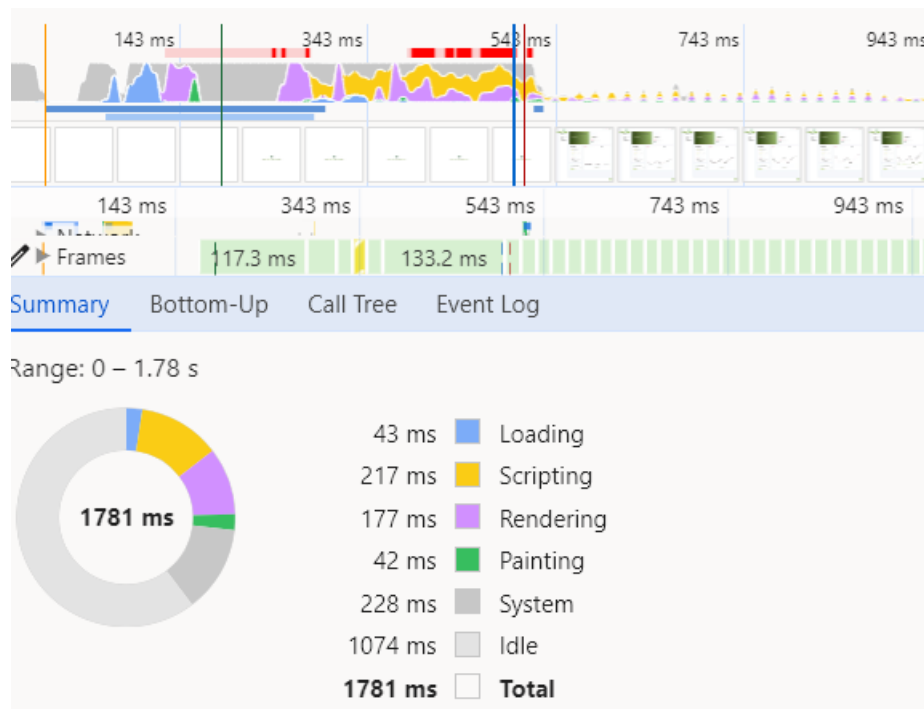 143 ms 343 ms 543 ms 743 ms 943 ms
143 ms 343 ms 543 ms 743 ms 943 ms
Frames 117.3 ms 133.2 ms
Summary Bottom-Up Call Tree Event Log
Range: 0 – 1.78 s
43 ms Loading
217 ms Scripting
177 ms Rendering
1781 ms
42 ms Painting
228 ms System
1074 ms Idle
1781 ms Total